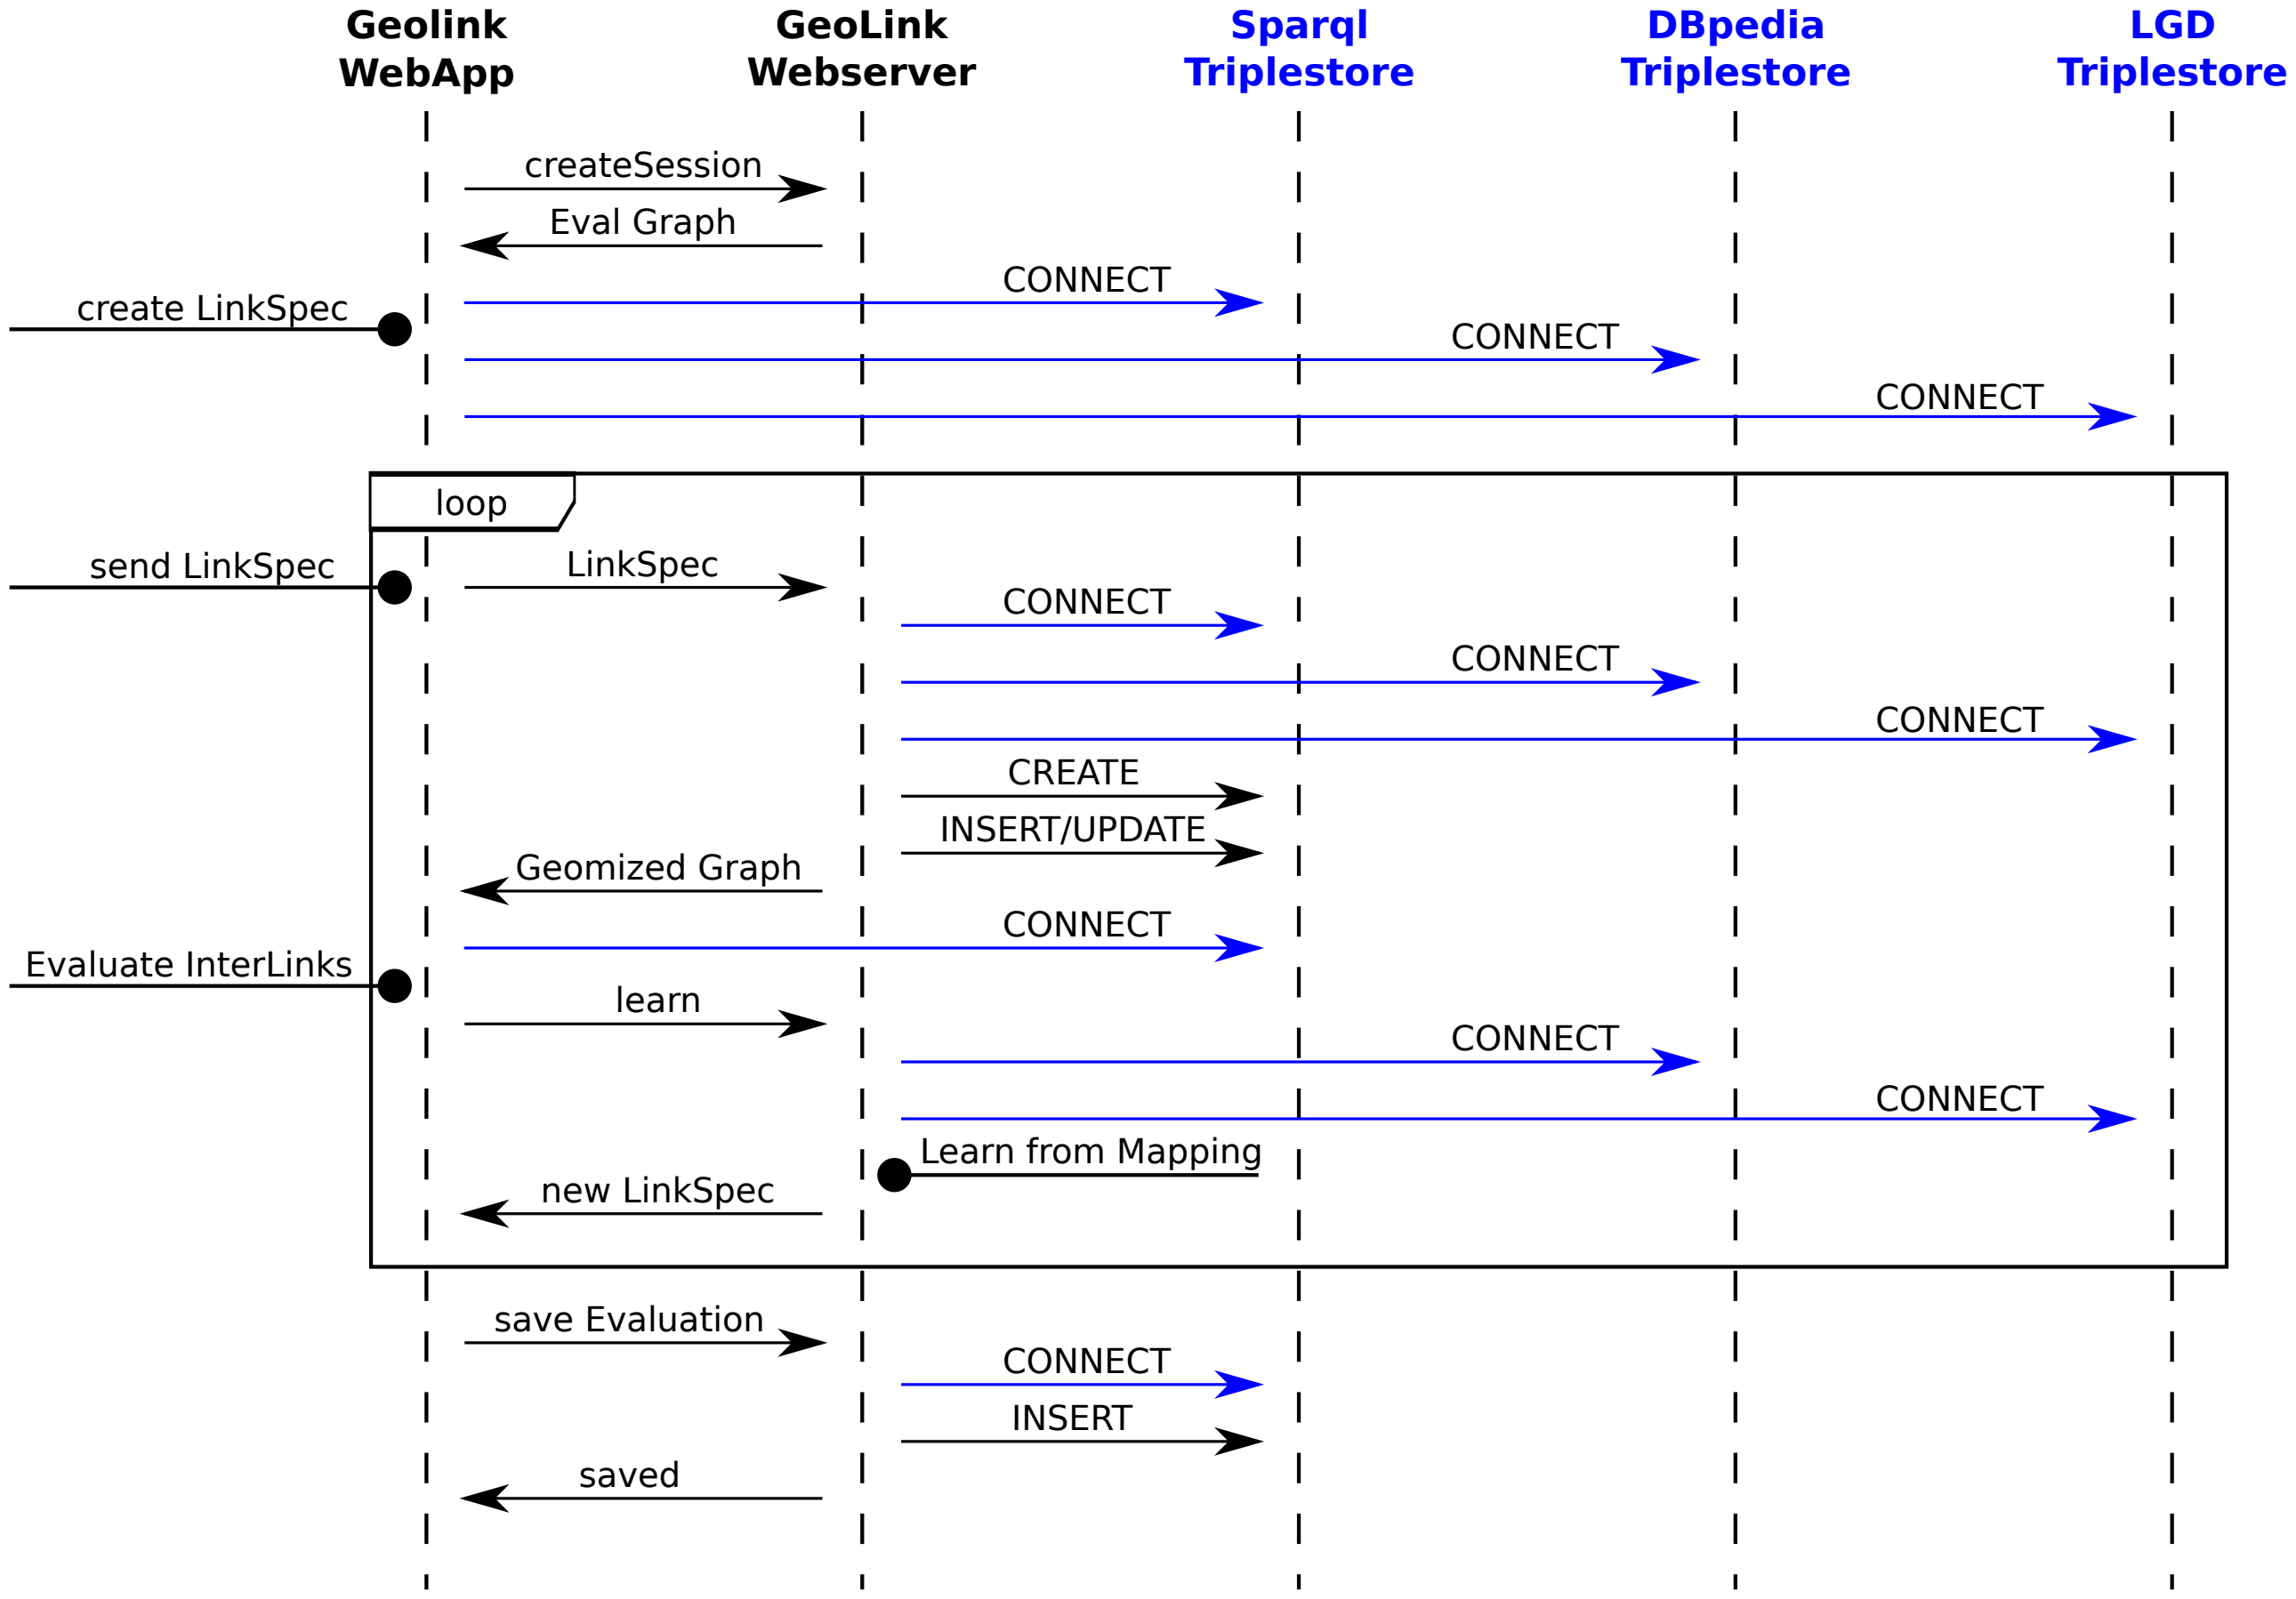 Geolink
WebApp
GeoLink
Webserver
Sparql
Triplestore
DBpedia
Triplestore
LGD
Triplestore
createSession
Eval Graph
CONNECT
create LinkSpec
CONNECT
CONNECT
loop
send LinkSpec
LinkSpec
CONNECT
CONNECT
CONNECT
CREATE
INSERT/UPDATE
Geomized Graph
CONNECT
Evaluate InterLinks
learn
CONNECT
CONNECT
Learn from Mapping
new LinkSpec
save Evaluation
CONNECT
INSERT
saved